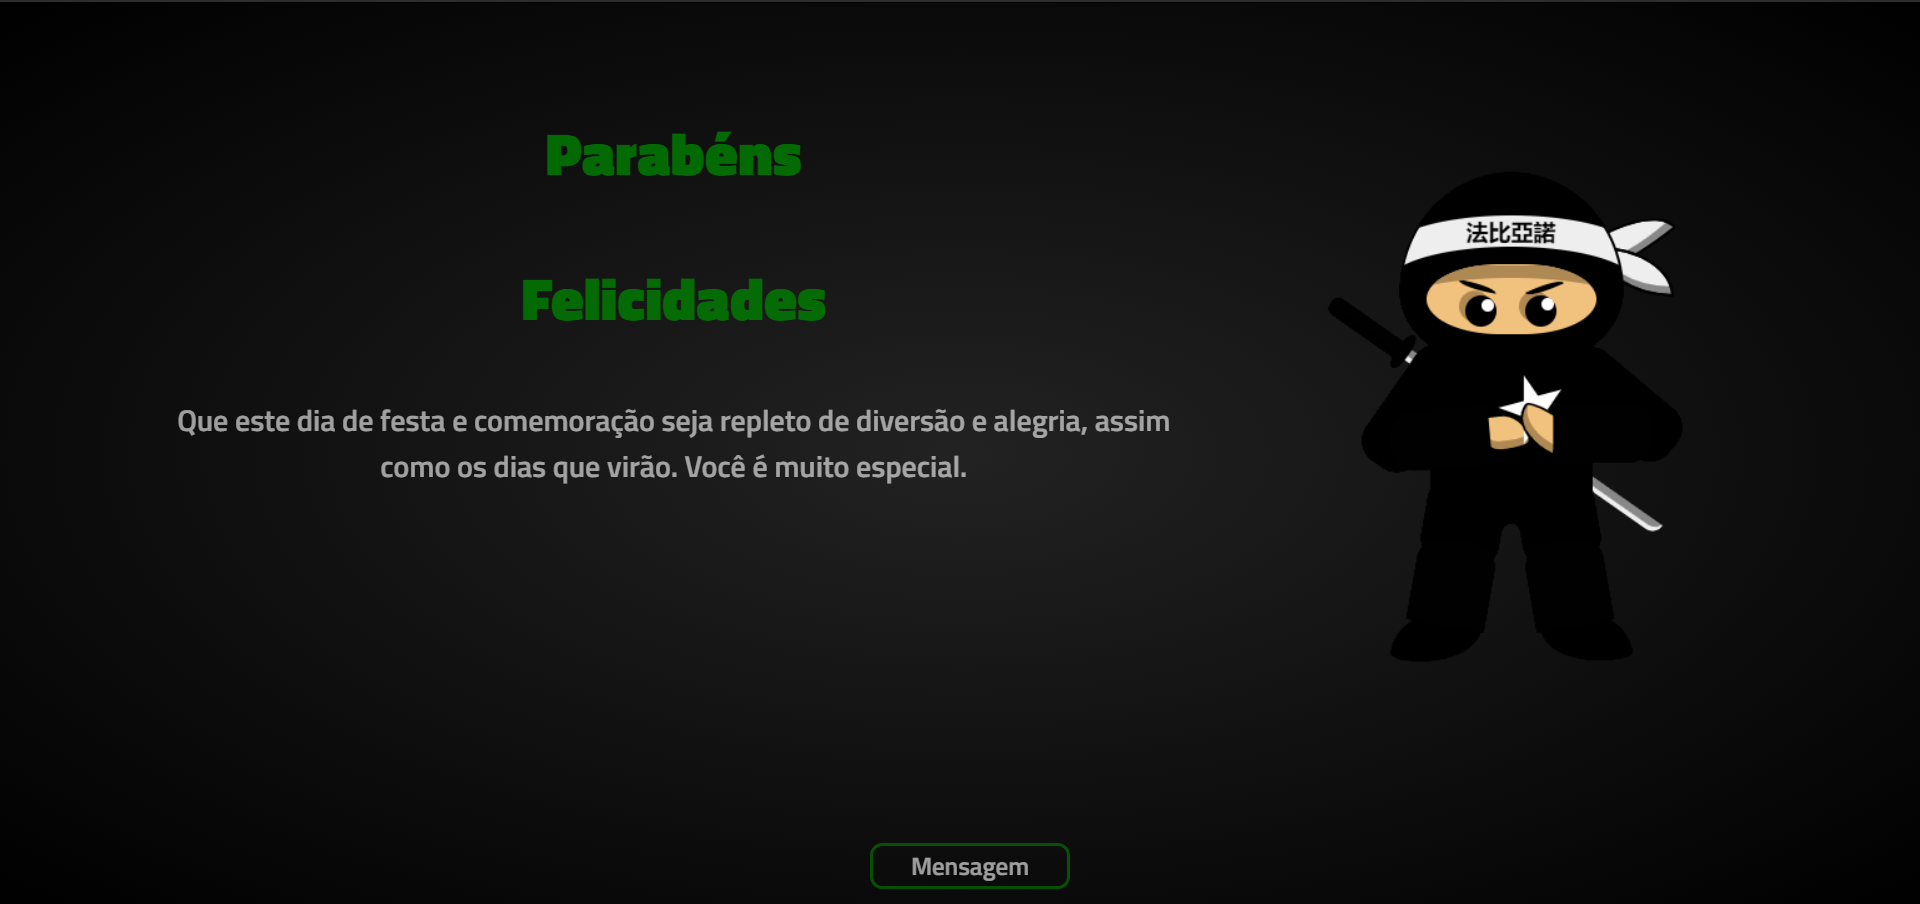 Parabéns
Felicidades
Que este dia de festa e comemoração seja repleto de diversão e alegria, assim
como os dias que virão. Você é muito especial.
法比亞諾
Mensagem